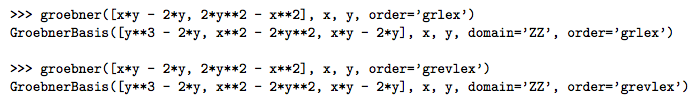 >>> groebner([x*y - 2*y, 2*y**2 - x**2], x, y, order='grlex')
GroebnerBasis([y**3 - 2*y, x**2 - 2*y**2, x*y - 2*y], x, y, domain='ZZ', order='grlex')
>>> groebner([x*y - 2*y, 2*y**2 - x**2], x, y, order='grevlex')
GroebnerBasis([y**3 - 2*y, x**2 - 2*y**2, x*y - 2*y], x, y, domain='ZZ', order='grevlex')